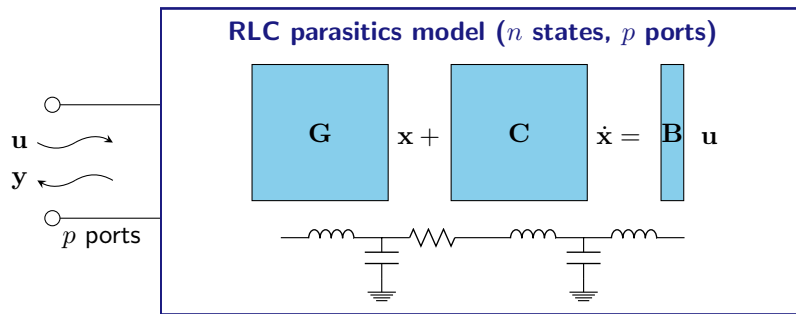 RLC parasitics model (n states, p ports)
G x + C ẋ = B u
u
y
p ports